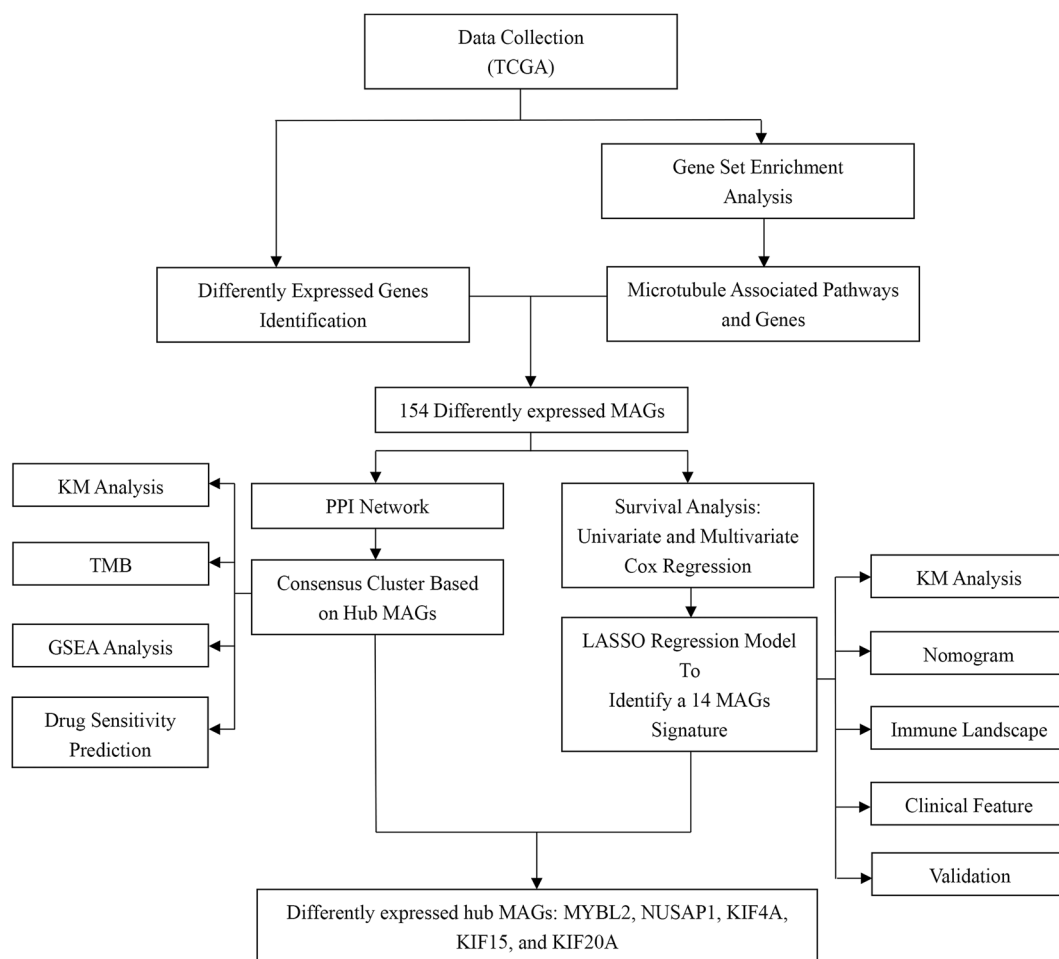 Data Collection
(TCGA)
Gene Set Enrichment
Analysis
Differently Expressed Genes
Identification
Microtubule Associated Pathways
and Genes
154 Differently expressed MAGs
KM Analysis
TMB
GSEA Analysis
Drug Sensitivity
Prediction
PPI Network
Consensus Cluster Based
on Hub MAGs
Survival Analysis:
Univariate and Multivariate
Cox Regression
LASSO Regression Model
To
Identify a 14 MAGs
Signature
KM Analysis
Nomogram
Immune Landscape
Clinical Feature
Validation
Differently expressed hub MAGs: MYBL2, NUSAP1, KIF4A,
KIF15, and KIF20A